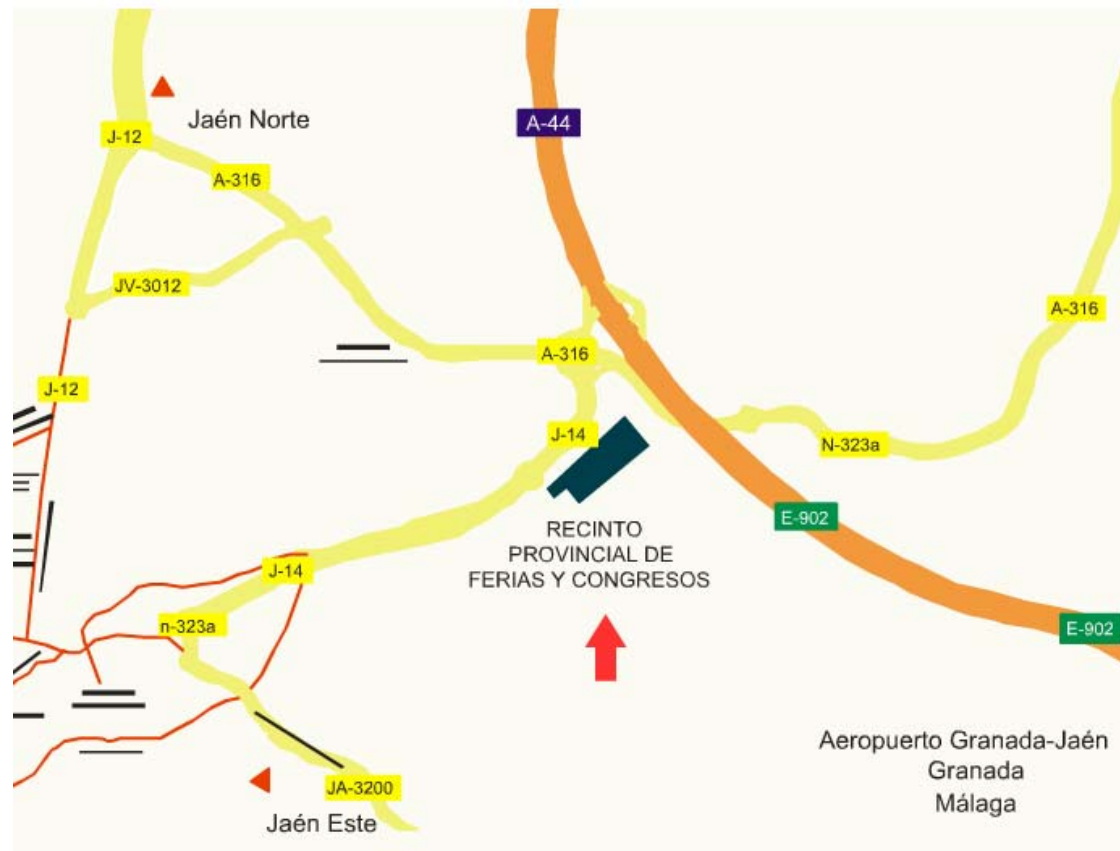 Jaén Norte
A-44
J-12
A-316
JV-3012
A-316
A-316
J-12
J-14
N-323a
E-902
RECINTO
PROVINCIAL DE
FERIAS Y CONGRESOS
J-14
n-323a
E-902
Aeropuerto Granada-Jaén
Granada
Málaga
JA-3200
Jaén Este